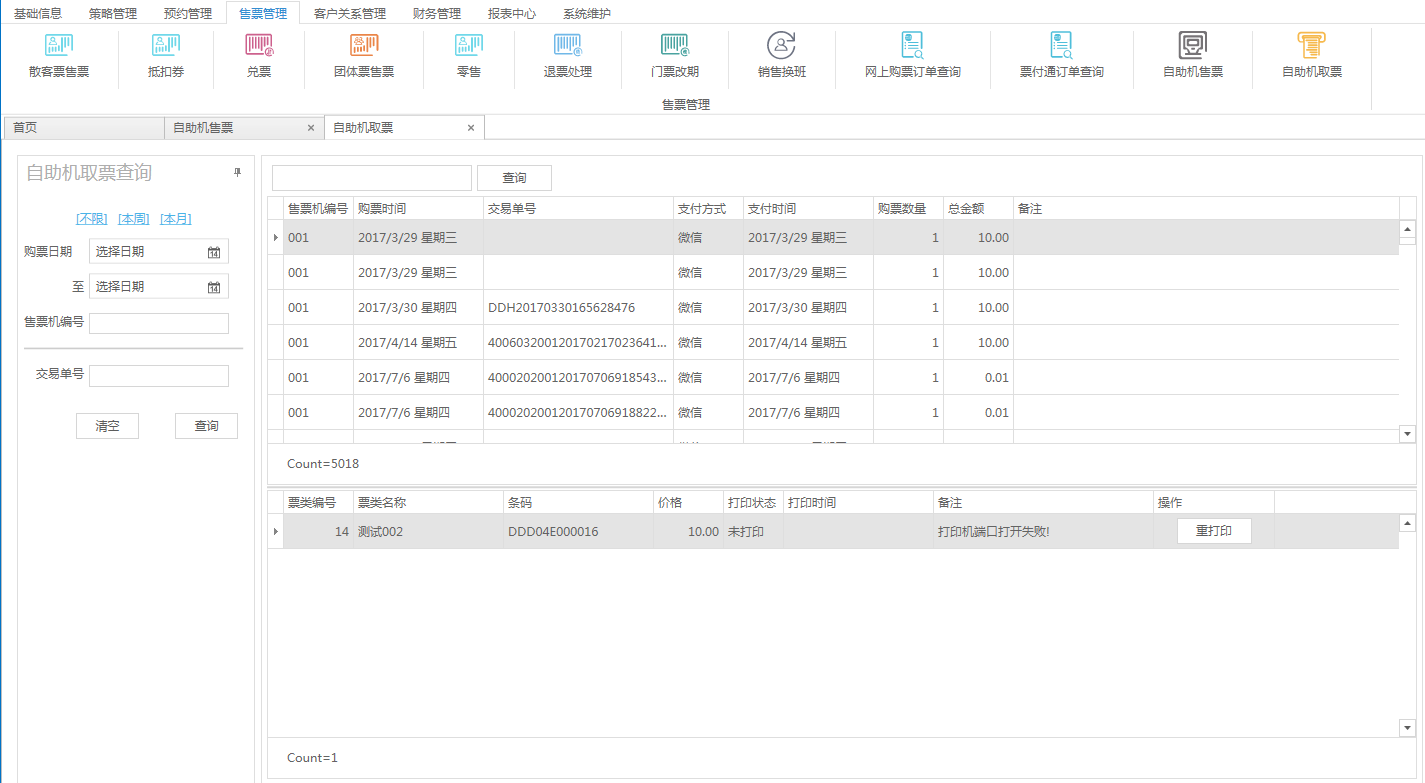 基础信息 策略管理 预约管理 售票管理 客户关系管理 财务管理 报表中心 系统维护
散客票售票 抵扣券 兑票 团体票售票 零售 退票处理 门票改期 销售换班 网上购票订单查询 票付通订单查询 自助机售票 自助机取票
售票管理
首页 自助机售票 × 自助机取票 ×
自助机取票查询
[不限] [本周] [本月]
购票日期 选择日期 14
至 选择日期 14
售票机编号
交易单号
清空 查询
查询
售票机编号 购票时间 交易单号 支付方式 支付时间 购票数量 总金额 备注
001 2017/3/29 星期三 微信 2017/3/29 星期三 1 10.00
001 2017/3/29 星期三 微信 2017/3/29 星期三 1 10.00
001 2017/3/30 星期四 DDH20170330165628476 微信 2017/3/30 星期四 1 10.00
001 2017/4/14 星期五 400603200120170217023641... 微信 2017/4/14 星期五 1 10.00
001 2017/7/6 星期四 400020200120170706918543... 微信 2017/7/6 星期四 1 0.01
001 2017/7/6 星期四 400020200120170706918822... 微信 2017/7/6 星期四 1 0.01
Count=5018
票类编号 票类名称 条码 价格 打印状态 打印时间 备注 操作
14 测试002 DDD04E000016 10.00 未打印 打印机端口打开失败! 重打印
Count=1